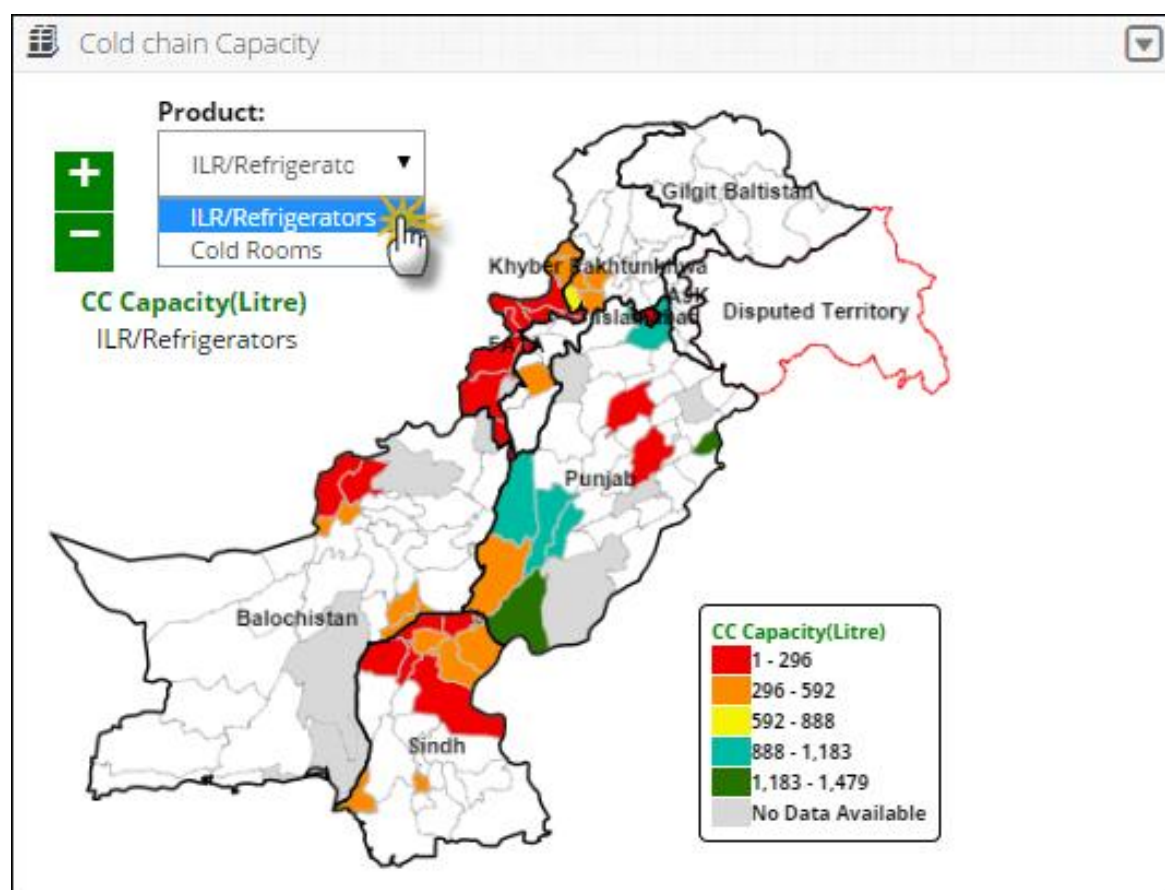 Cold chain Capacity
Product:
ILR/Refrigeratc
ILR/Refrigerators
Cold Rooms
+
−
CC Capacity(Litre)
ILR/Refrigerators
Gilgit Baltistan
Khyber Pakhtunkhwa
Disputed Territory
Punjab
Balochistan
Sindh
CC Capacity(Litre)
1 - 296
296 - 592
592 - 888
888 - 1,183
1,183 - 1,479
No Data Available